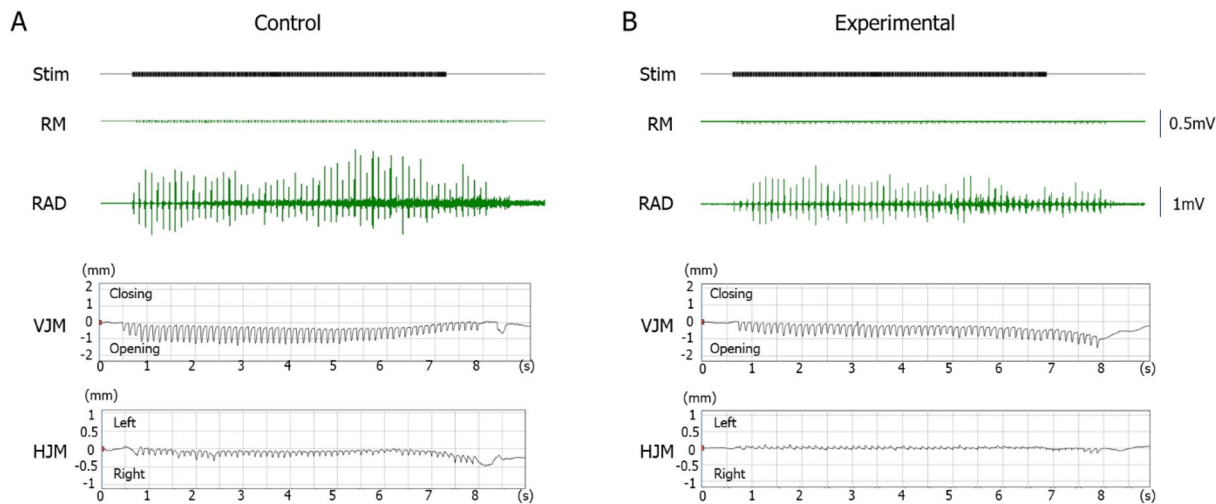 A Control
Stim
RM
RAD
(mm)
2
1
0
-1
-2
Closing
Opening
VJM
0 1 2 3 4 5 6 7 8 (s)
(mm)
1
0.5
0
-0.5
-1
Left
Right
HJM
0 1 2 3 4 5 6 7 8 (s)
B Experimental
Stim
RM
0.5mV
RAD
1mV
(mm)
2
1
0
-1
-2
Closing
Opening
VJM
0 1 2 3 4 5 6 7 8 (s)
(mm)
1
0.5
0
-0.5
-1
Left
Right
HJM
0 1 2 3 4 5 6 7 8 (s)